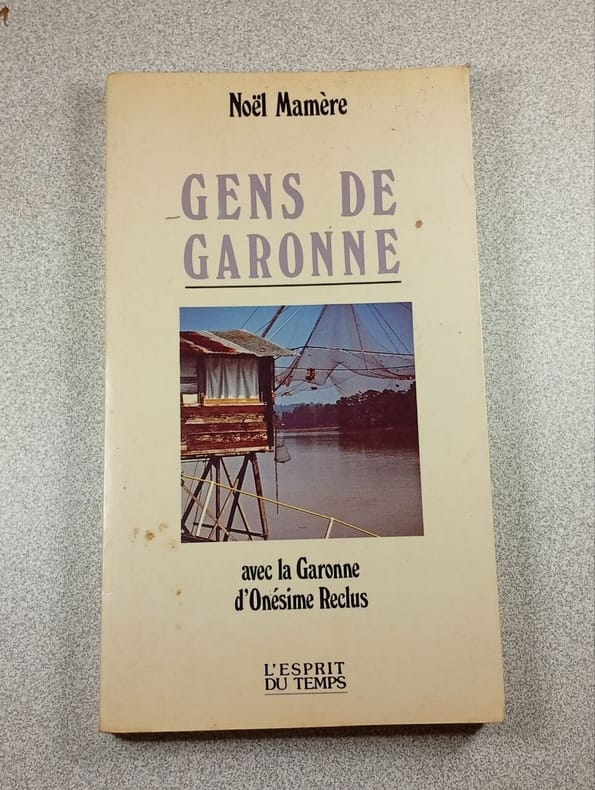 Noël Mamère
GENS DE
GARONNE
avec la Garonne
d'Onésime Reclus
L'ESPRIT
DU TEMPS